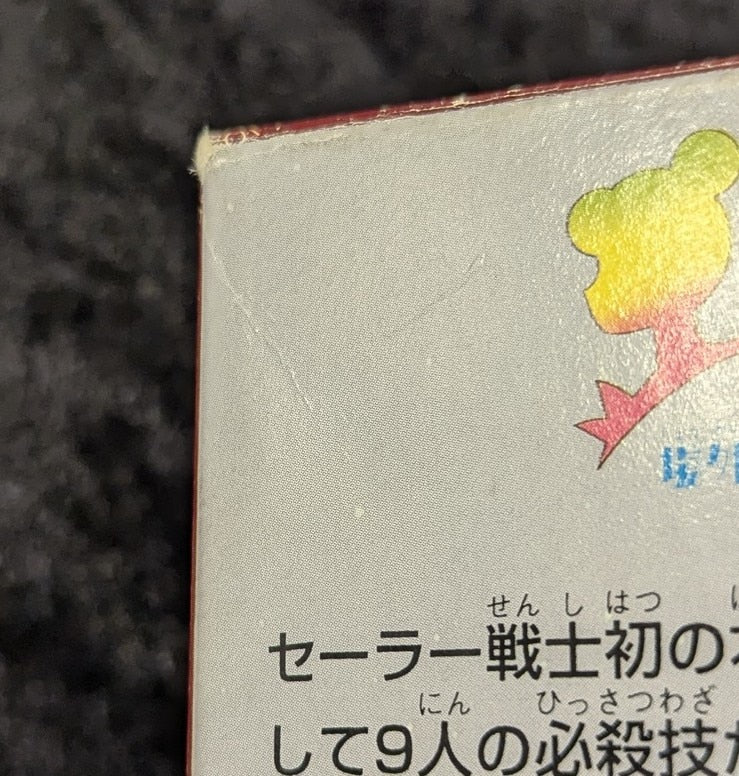 せん し はつ
セーラー戦士初の
にん ひっさつわざ
して9人の必殺技